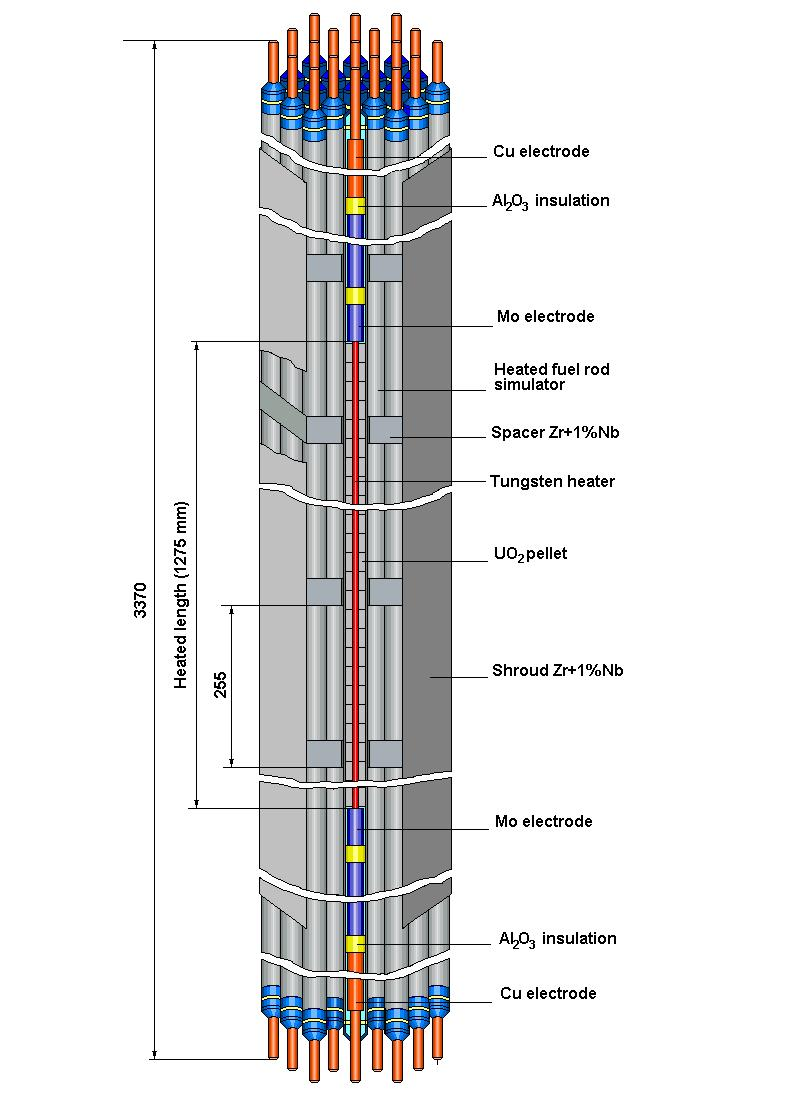 Cu electrode
Al2O3 insulation
Mo electrode
Heated fuel rod
simulator
Spacer Zr+1%Nb
Tungsten heater
UO2 pellet
Shroud Zr+1%Nb
Mo electrode
Al2O3 insulation
Cu electrode
3370
Heated length (1275 mm)
255